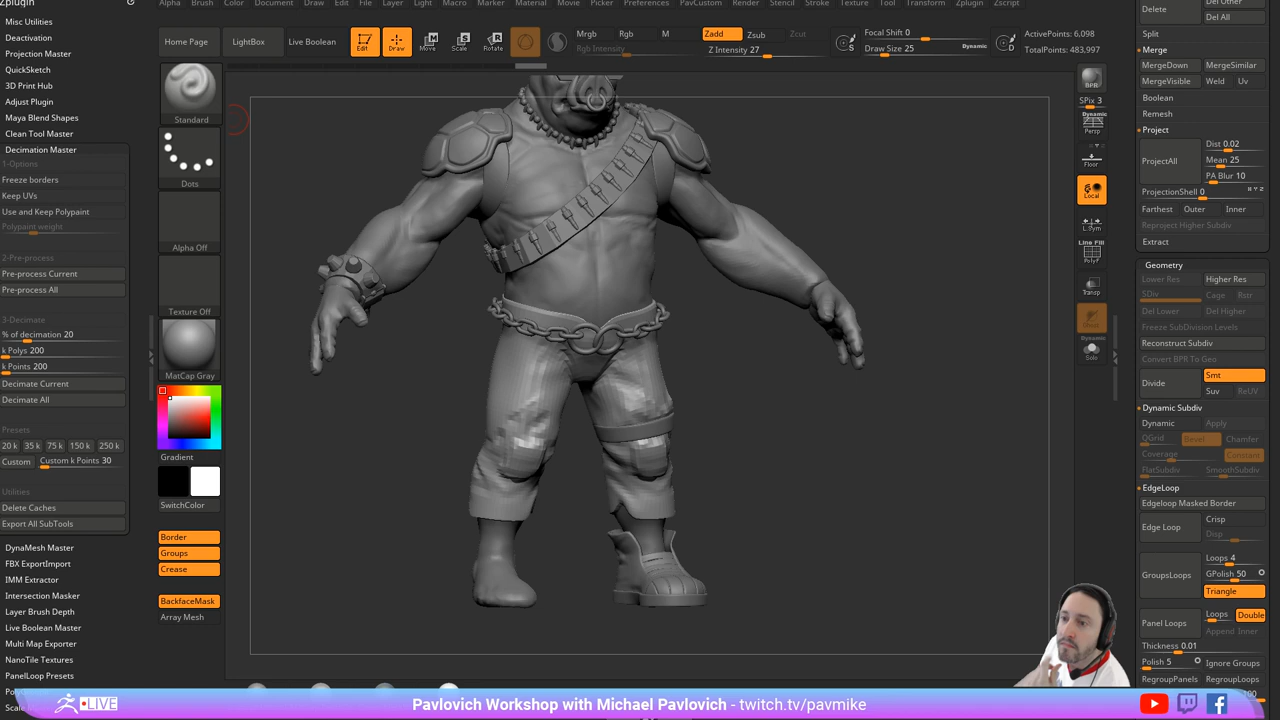 Zplugin
Alpha Brush Color Document Draw Edit File Layer Light Macro Marker Material Movie Picker Preferences PavCustom Render Stencil Stroke Texture Tool Transform Zplugin Zscript
Misc Utilities
Deactivation
Projection Master
QuickSketch
3D Print Hub
Adjust Plugin
Maya Blend Shapes
Clean Tool Master
Decimation Master
1-Options
Freeze borders
Keep UVs
Use and Keep Polypaint
Polypaint weight
2-Pre-process
Pre-process Current
Pre-process All
3-Decimate
% of decimation 20
k Polys 200
k Points 200
Decimate Current
Decimate All
Presets
20 k 35 k 75 k 150 k 250 k
Custom Custom k Points 30
Utilities
Delete Caches
Export All SubTools
DynaMesh Master
FBX ExportImport
IMM Extractor
Intersection Master
Layer Brush Depth
Live Boolean Master
Multi Map Exporter
NanoTile Textures
PanelLoop Presets
Home Page LightBox Live Boolean
Edit Draw Move Scale Rotate
Mrgb Rgb M
Rgb Intensity
Zadd Zsub Zcut
Z Intensity 27
Focal Shift 0
Draw Size 25 Dynamic
S D
ActivePoints: 6,098
TotalPoints: 483,997
Standard
Dots
Alpha Off
Texture Off
MatCap Gray
Gradient
SwitchColor
Border
Groups
Crease
BackfaceMask
Array Mesh
BPR
SPix 3
Dynamic
Persp
Floor
Local
L.Sym
Line Fill
PolyF
Transp
Ghost
Dynamic
Solo
Delete Del Other
Del All
Split
Merge
MergeDown MergeSimilar
MergeVisible Weld Uv
Boolean
Remesh
Project
ProjectAll
Dist 0.02
Mean 25
PA Blur 10
ProjectionShell 0
Farthest Outer Inner
Reproject Higher Subdiv
Extract
Geometry
Lower Res Higher Res
SDiv Cage Rstr
Del Lower Del Higher
Freeze SubDivision Levels
Reconstruct Subdiv
Convert BPR To Geo
Divide
Smt
Suv ReUV
Dynamic Subdiv
Dynamic Apply
QGrid Bevel Chamfer
Coverage Constant
FlatSubdiv SmoothSubdiv
EdgeLoop
Edgeloop Masked Border
Edge Loop
Crisp
Disp
GroupsLoops
Loops 4
GPolish 50
Triangle
Panel Loops
Loops Double
Append Inner
Thickness 0.01
Polish 5 Ignore Groups
RegroupPanels RegroupLoops
LIVE
Pavlovich Workshop with Michael Pavlovich - twitch.tv/pavmike